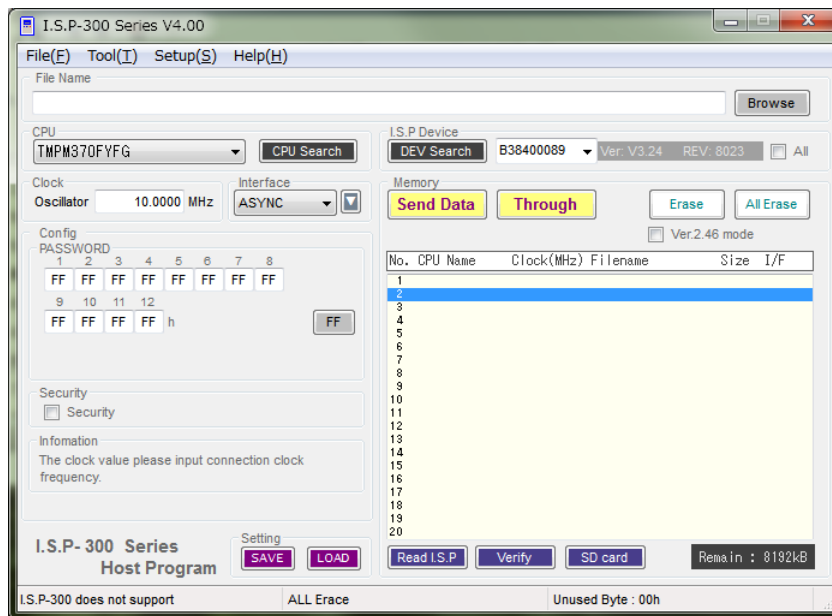 I.S.P-300 Series V4.00
File(F) Tool(T) Setup(S) Help(H)
File Name
Browse
CPU
TMPM370FYFG
CPU Search
I.S.P Device
DEV Search
B38400089
Ver: V3.24 REV: 8023
All
Clock
Oscillator 10.0000 MHz
Interface
ASYNC
Memory
Send Data
Through
Erase
All Erase
Ver.2.46 mode
Config
PASSWORD
1 2 3 4 5 6 7 8
FF FF FF FF FF FF FF FF
9 10 11 12
FF FF FF FF h
FF
Security
Security
Infomation
The clock value please input connection clock
frequency.
No. CPU Name Clock(MHz) Filename Size I/F
1
2
3
4
5
6
7
8
9
10
11
12
13
14
15
16
17
18
19
20
I.S.P- 300 Series
Host Program
Setting
SAVE
LOAD
Read I.S.P
Verify
SD card
Remain : 8192kB
I.S.P-300 does not support
ALL Erace
Unused Byte : 00h